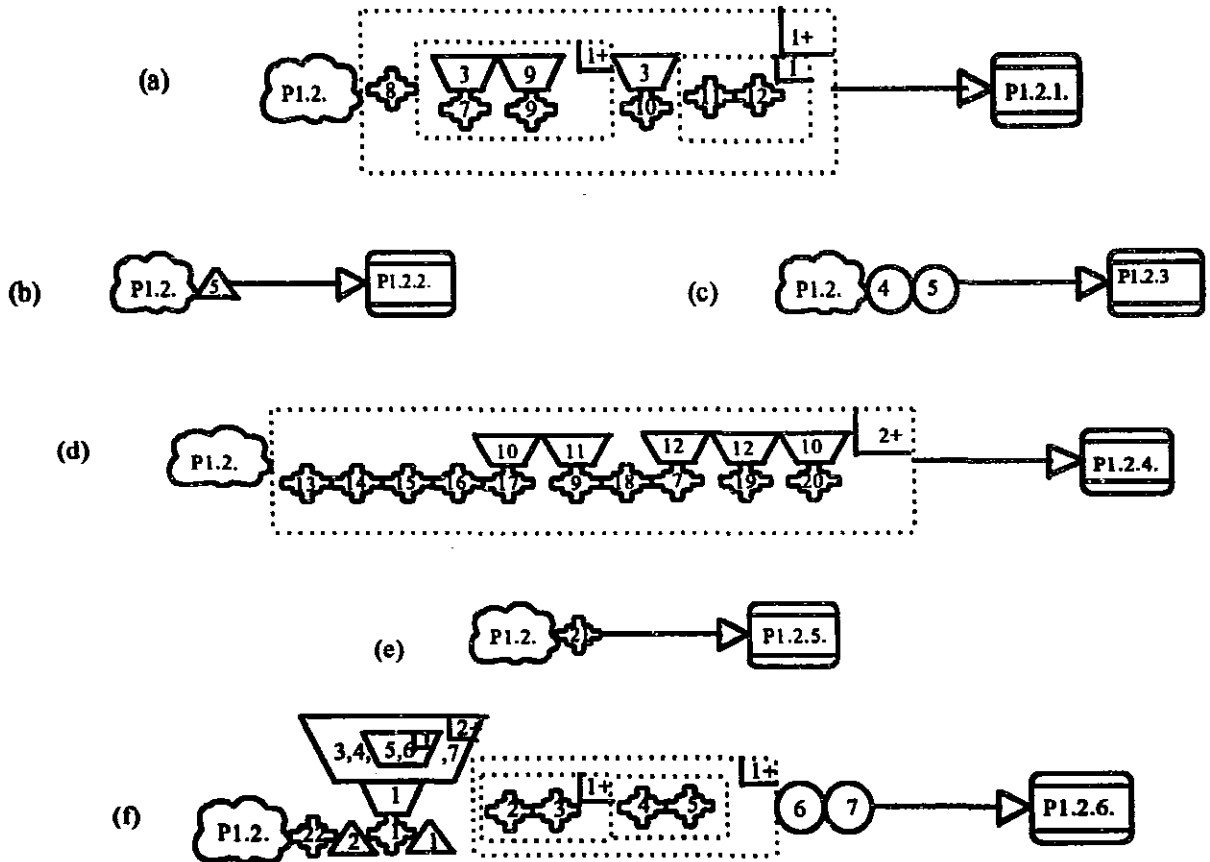 1+
1+ 1
(a) P1.2. 8 3 9 3 P1.2.1.
7 9 10 1 2
(b) P1.2. 5 P1.2.2.
(c) P1.2. 4 5 P1.2.3
10 11 12 12 10 2+
(d) P1.2. P1.2.4.
13 14 15 16 17 9 18 7 19 20
(e) P1.2. 2 P1.2.5.
2+
3,4, 5,6 1 ,7 1+
1 1+
2 3 4 5
(f) P1.2. 22 2 1 1 6 7 P1.2.6.